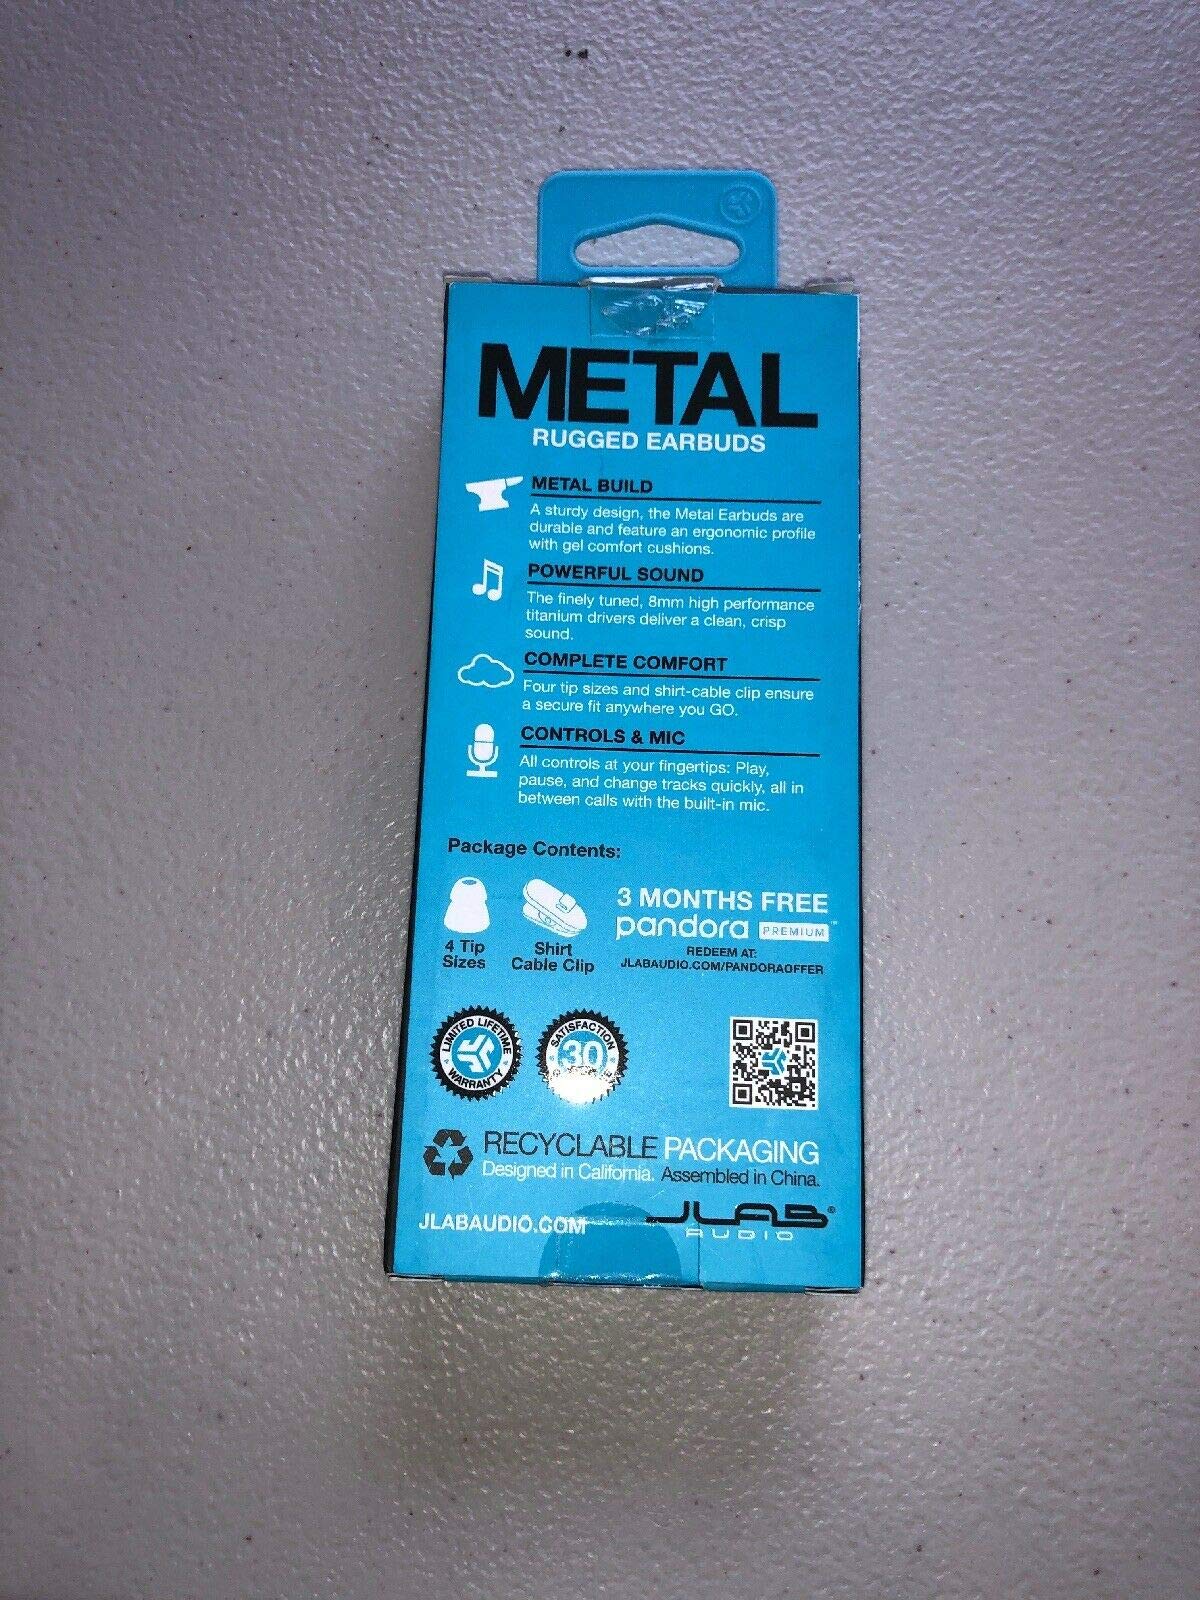 METAL
RUGGED EARBUDS
METAL BUILD
A sturdy design, the Metal Earbuds are
durable and feature an ergonomic profile
with gel comfort cushions.
POWERFUL SOUND
The finely tuned, 8mm high performance
titanium drivers deliver a clean, crisp
sound.
COMPLETE COMFORT
Four tip sizes and shirt-cable clip ensure
a secure fit anywhere you GO.
CONTROLS & MIC
All controls at your fingertips: Play,
pause, and change tracks quickly, all in
between calls with the built-in mic.
Package Contents:
4 Tip
Sizes
Shirt
Cable Clip
3 MONTHS FREE
pandora PREMIUM
REDEEM AT:
JLABAUDIO.COM/PANDORAOFFER
LIMITED LIFETIME
WARRANTY
SATISFACTION
30
RECYCLABLE PACKAGING
Designed in California. Assembled in China.
JLABAUDIO.COM
JLAB®
AUDIO